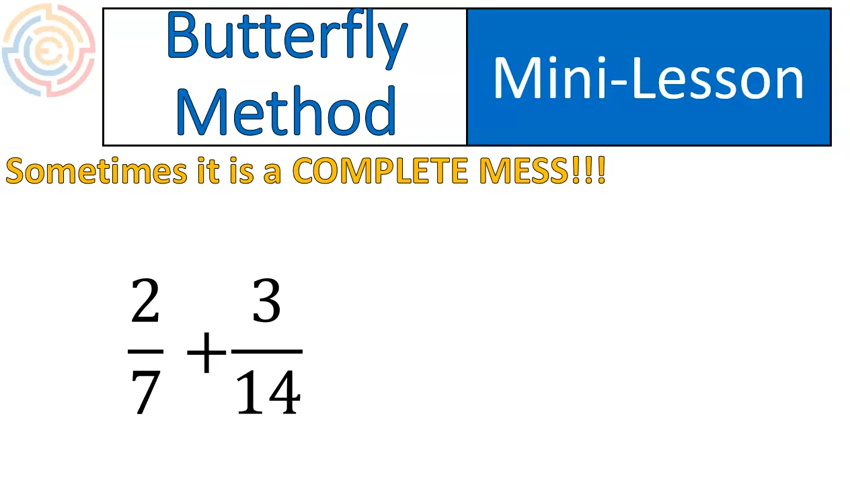 Butterfly
Method
Mini-Lesson
Sometimes it is a COMPLETE MESS!!!
2/7 + 3/14